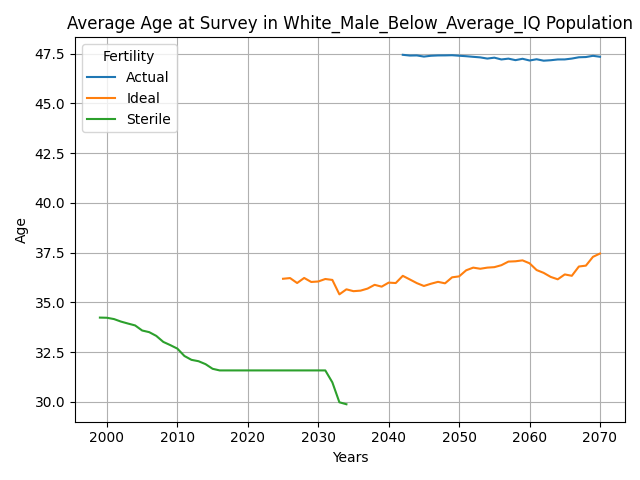 Average Age at Survey in White_Male_Below_Average_IQ Population
Fertility
Actual
Ideal
Sterile
47.5
45.0
42.5
40.0
37.5
35.0
32.5
30.0
Age
2000 2010 2020 2030 2040 2050 2060 2070
Years